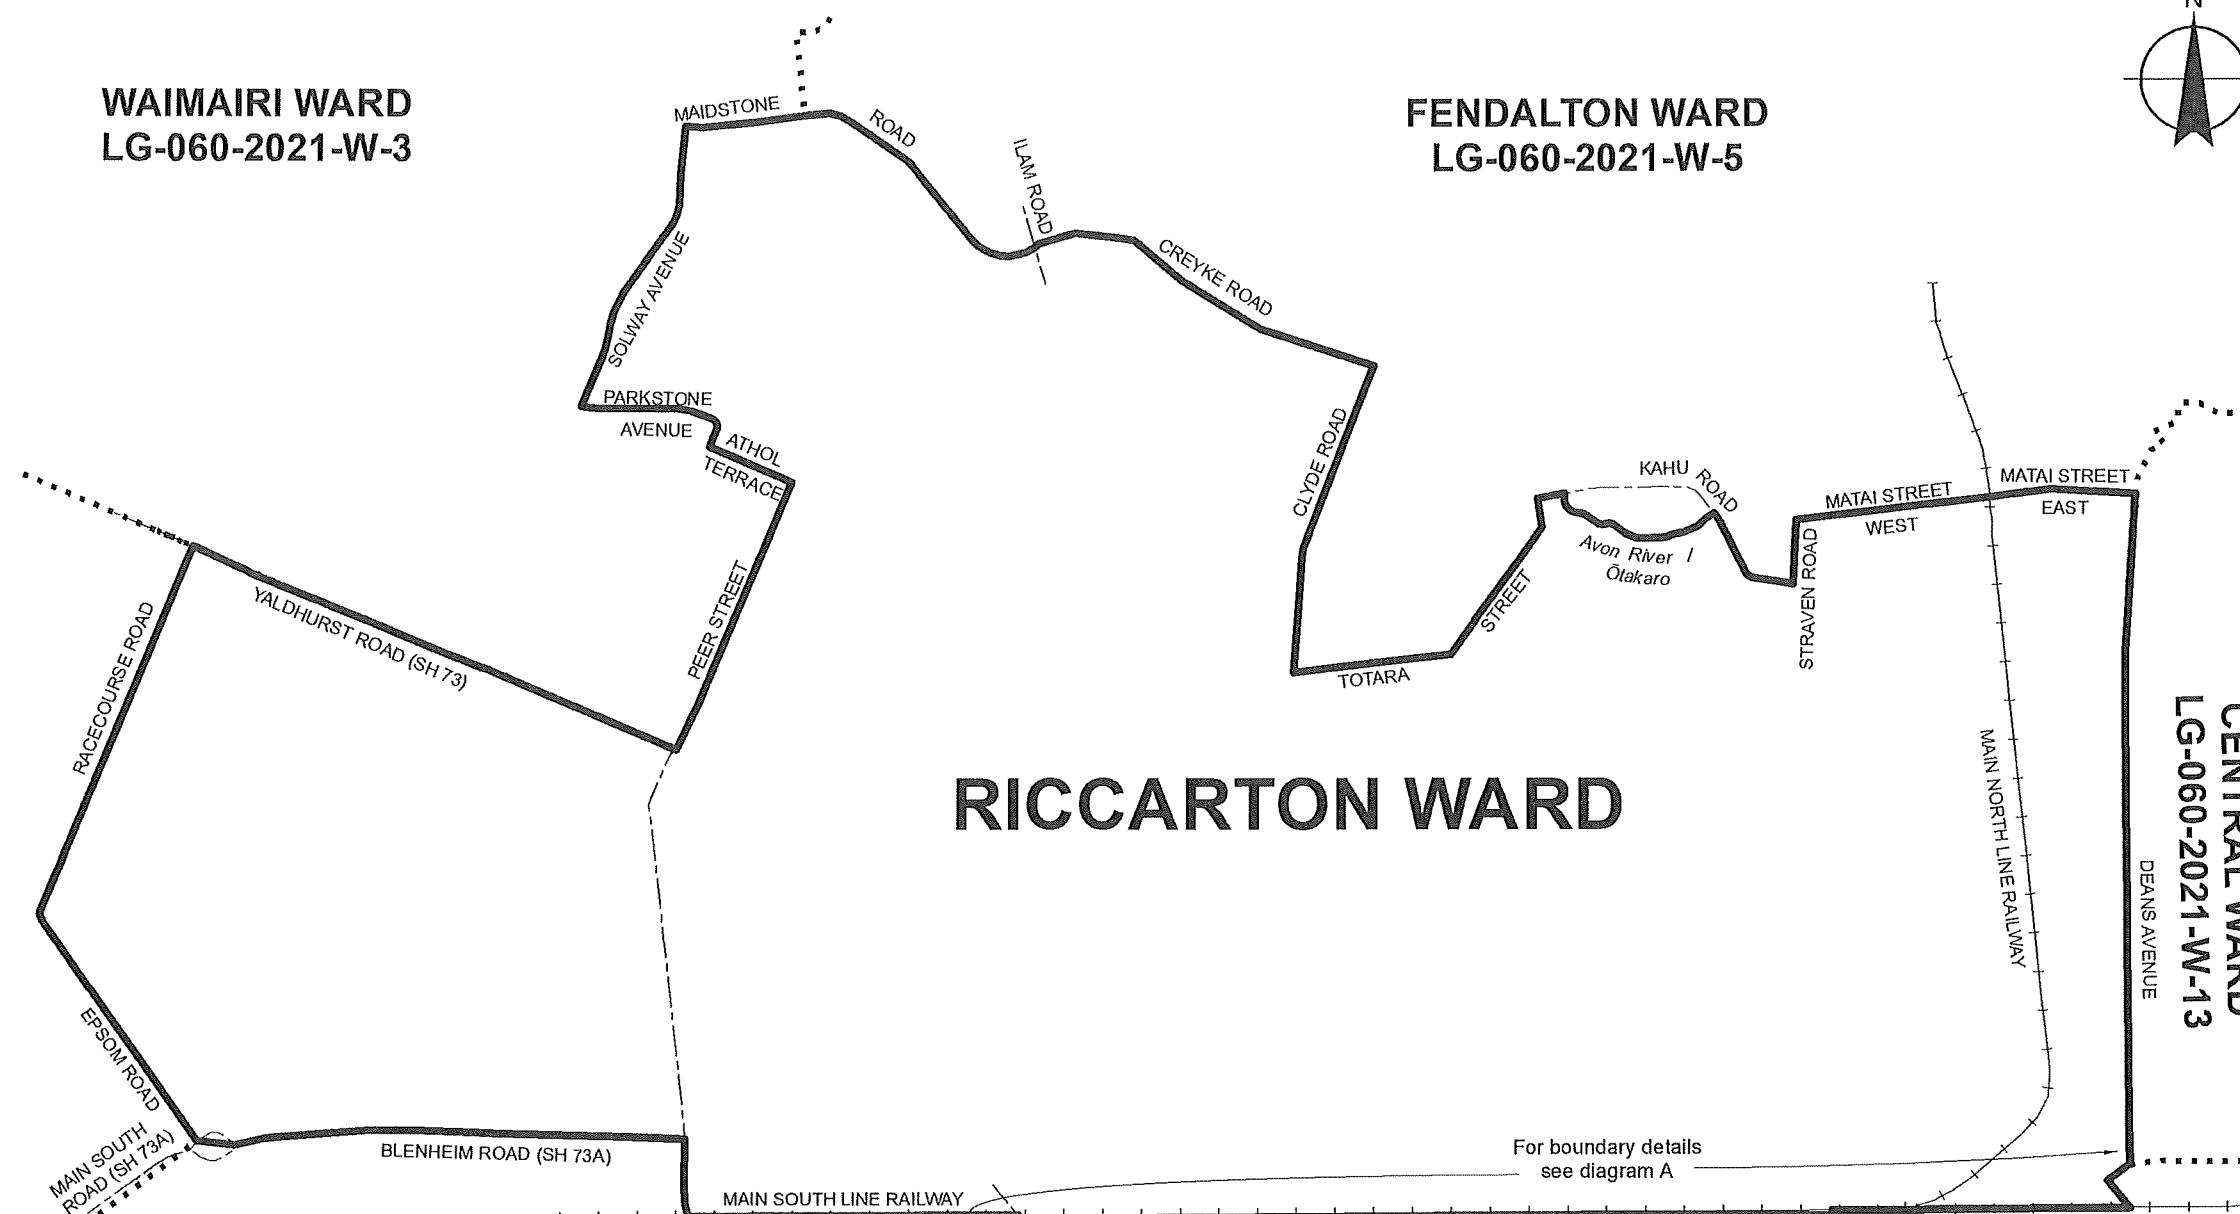 N
WAIMAIRI WARD
LG-060-2021-W-3
FENDALTON WARD
LG-060-2021-W-5
MAIDSTONE
ROAD
ILAM ROAD
CREYKE ROAD
SOLWAY AVENUE
PARKSTONE
AVENUE
ATHOL
TERRACE
CLYDE ROAD
KAHU
ROAD
MATAI STREET
WEST
MATAI STREET
EAST
Avon River /
Ōtakaro
STREET
TOTARA
STRAVEN ROAD
PEER STREET
YALDHURST ROAD (SH 73)
RACECOURSE ROAD
RICCARTON WARD
MAIN NORTH LINE RAILWAY
DEANS AVENUE
CENTRAL WARD
LG-060-2021-W-13
EPSOM ROAD
MAIN SOUTH
ROAD (SH 73A)
BLENHEIM ROAD (SH 73A)
MAIN SOUTH LINE RAILWAY
For boundary details
see diagram A